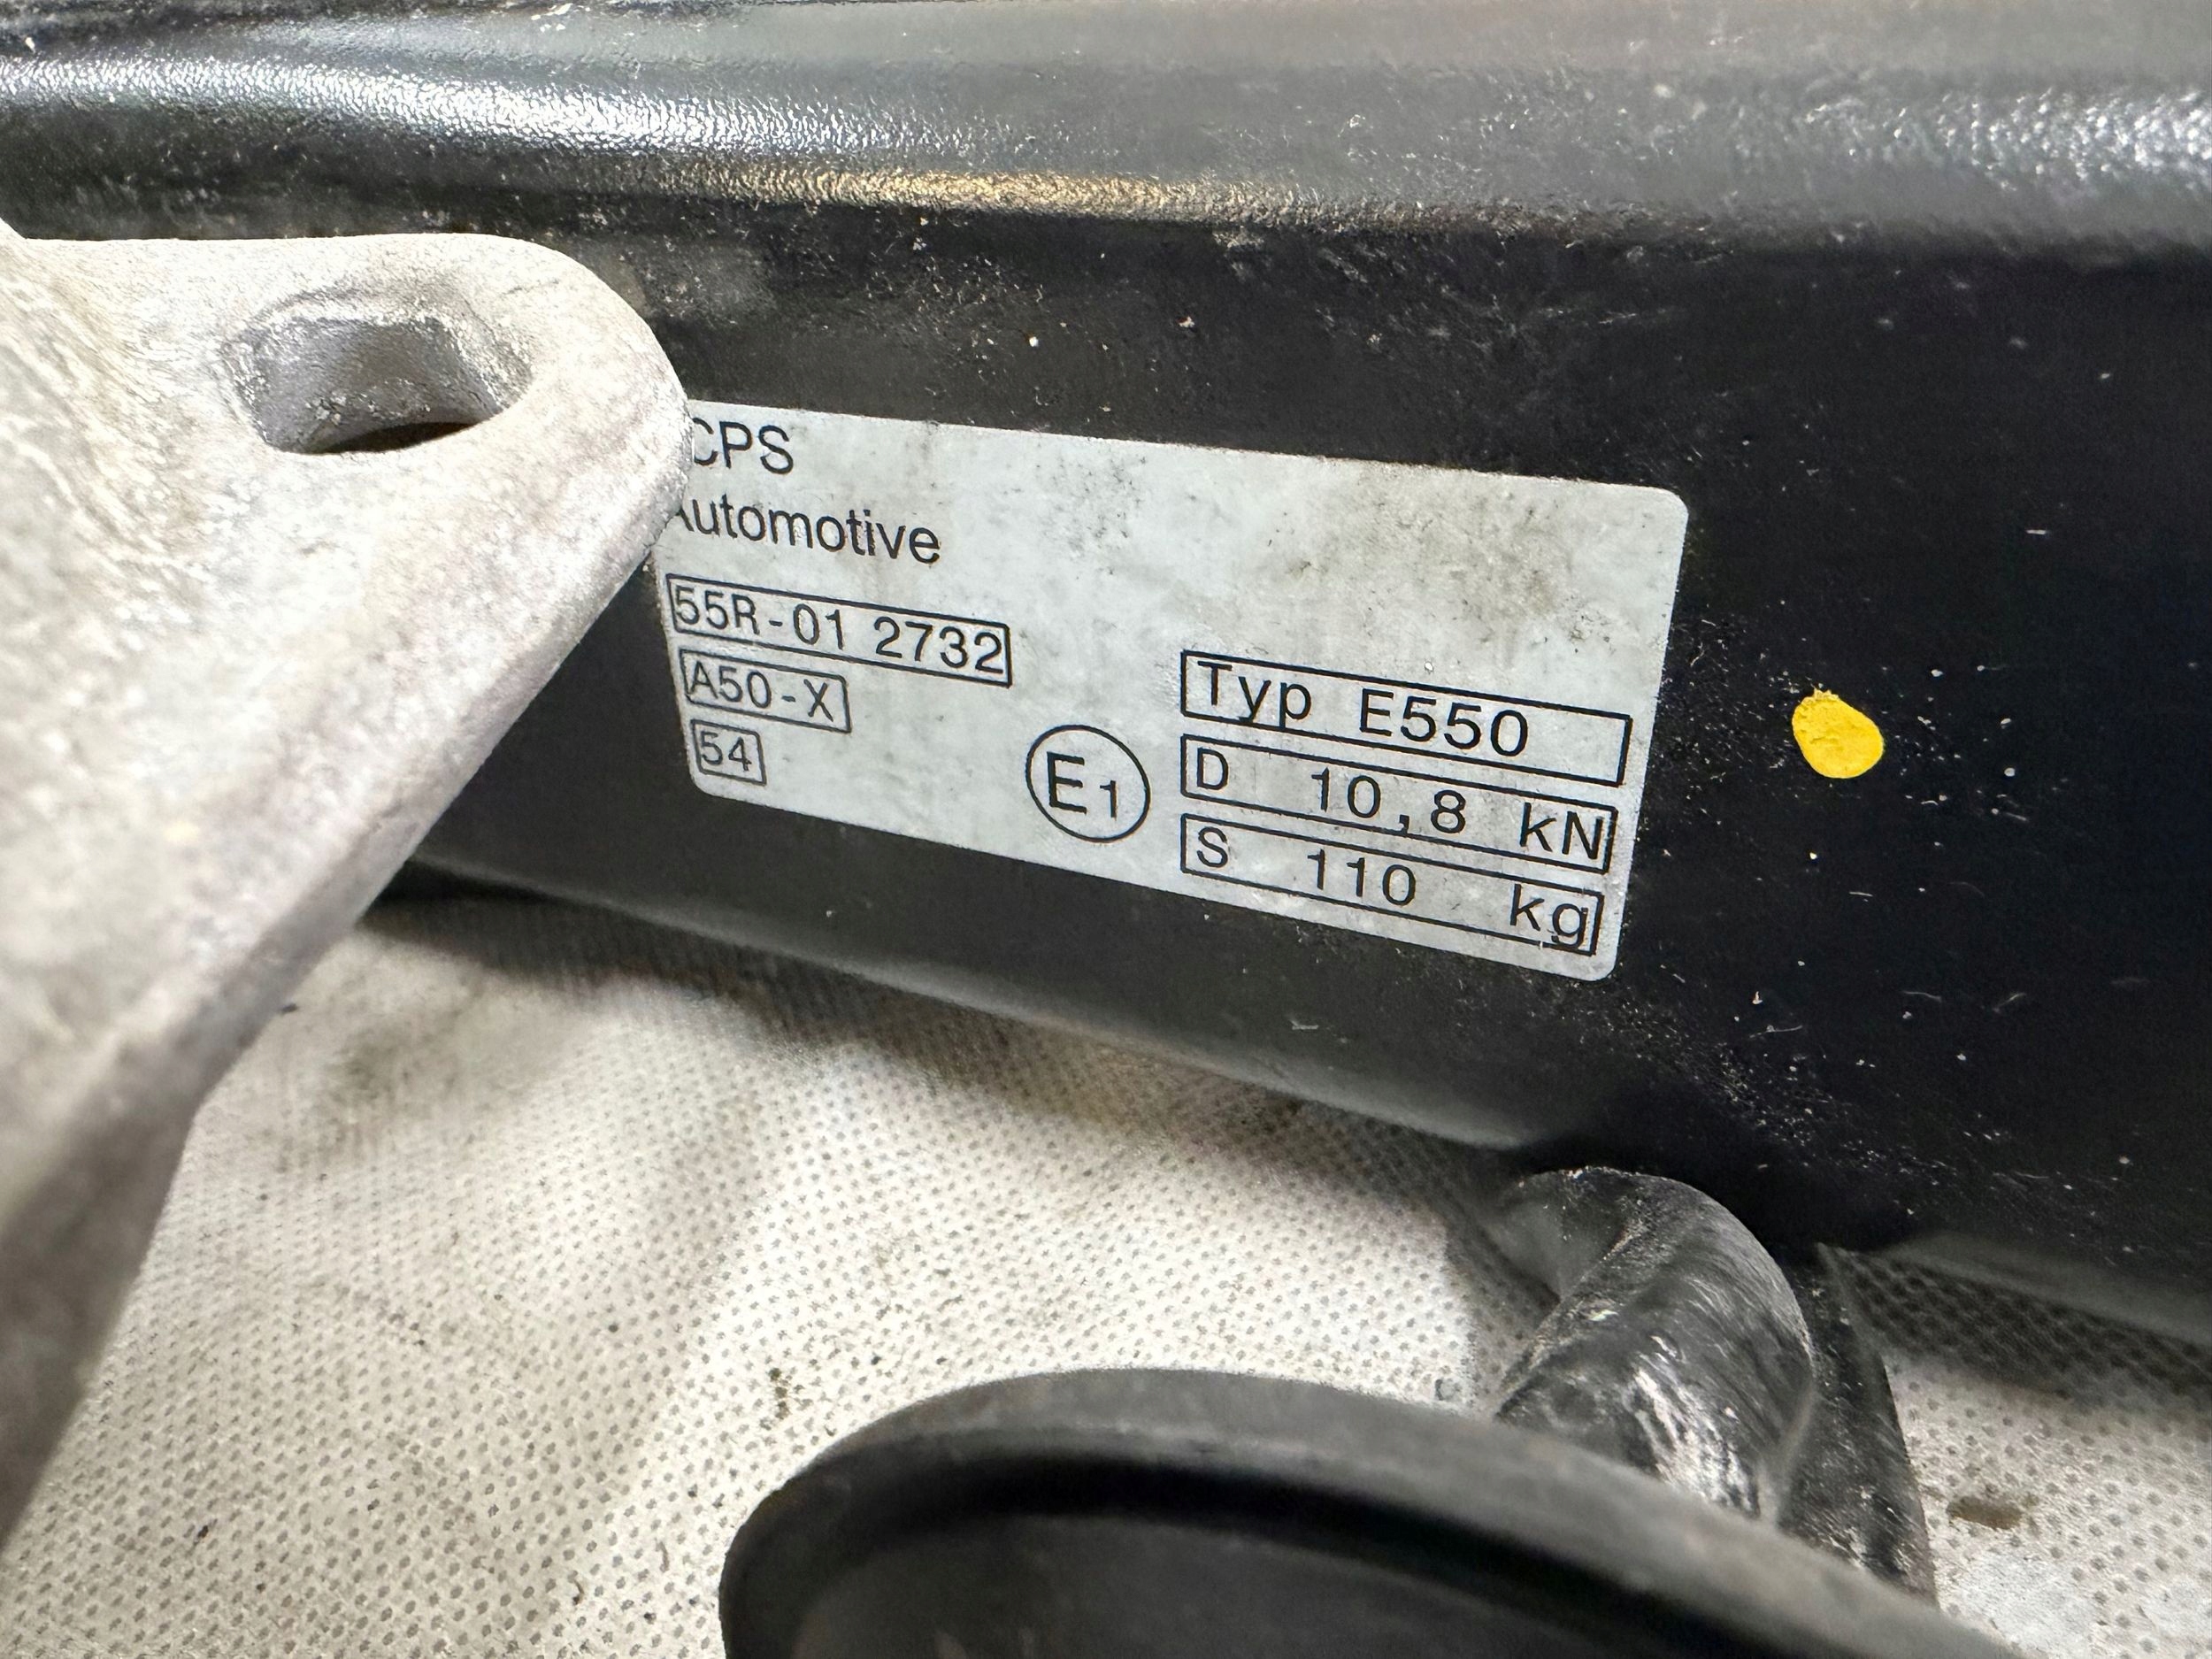 CPS
Automotive
55R-01 2732
A50-X
54
E1
Typ E550
D 10,8 kN
S 110 kg